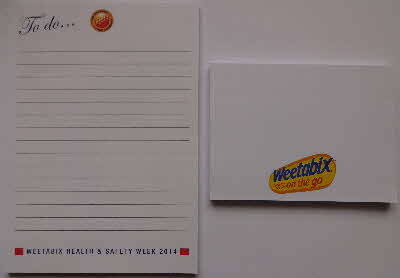 To do...
WEETABIX HEALTH & SAFETY WEEK 2014
Weetabix
on the go